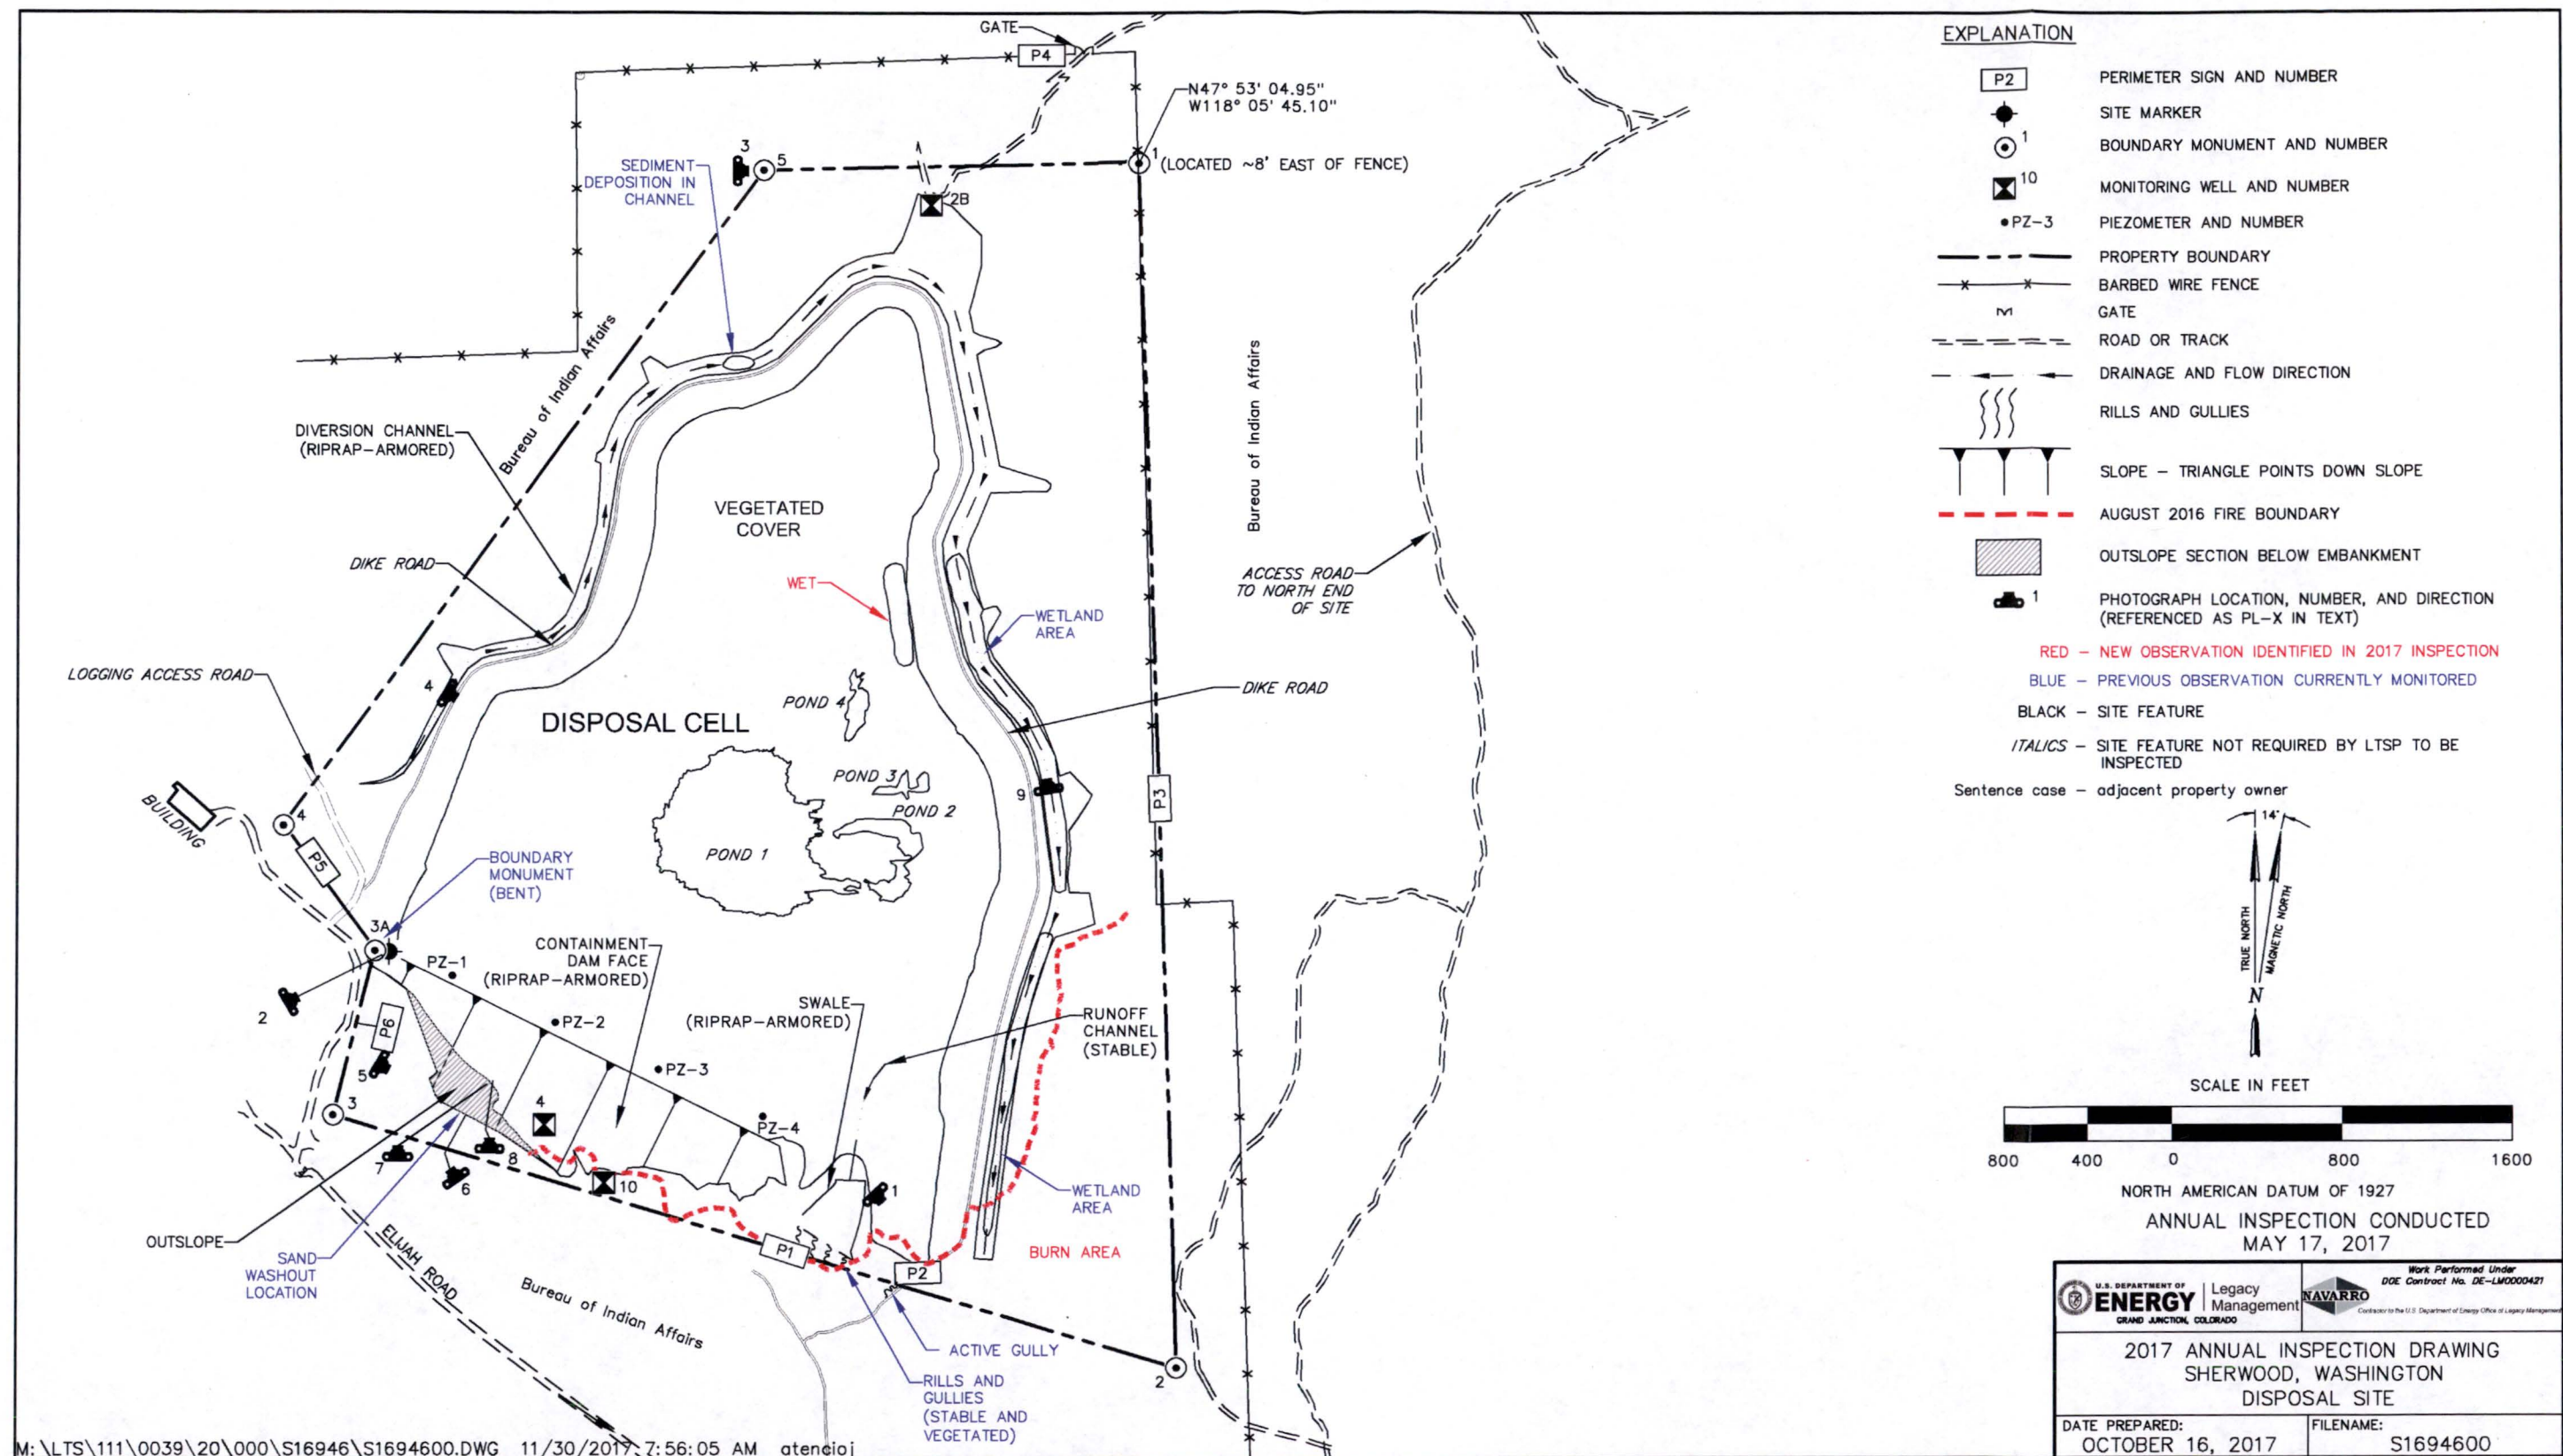 GATE
P4
N47° 53' 04.95"
W118° 05' 45.10"
3
5
1
(LOCATED ~8' EAST OF FENCE)
SEDIMENT
DEPOSITION IN
CHANNEL
2B
Bureau of Indian Affairs
Bureau of Indian Affairs
DIVERSION CHANNEL
(RIPRAP-ARMORED)
VEGETATED
COVER
DIKE ROAD
WET
ACCESS ROAD
TO NORTH END
OF SITE
WETLAND
AREA
LOGGING ACCESS ROAD
4
DIKE ROAD
POND 4
DISPOSAL CELL
POND 3
9
P3
POND 2
BUILDING
4
P5
POND 1
BOUNDARY
MONUMENT
(BENT)
3A
CONTAINMENT
DAM FACE
(RIPRAP-ARMORED)
PZ-1
2
P6
PZ-2
SWALE
(RIPRAP-ARMORED)
RUNOFF
CHANNEL
(STABLE)
5
PZ-3
3
4
PZ-4
7
8
6
10
1
WETLAND
AREA
OUTSLOPE
P1
BURN AREA
P2
SAND
WASHOUT
LOCATION
ELIJAH ROAD
Bureau of Indian Affairs
ACTIVE GULLY
2
RILLS AND
GULLIES
(STABLE AND
VEGETATED)
M:\LTS\111\0039\20\000\S16946\S1694600.DWG 11/30/2017 7:56:05 AM atencioj
EXPLANATION
P2 PERIMETER SIGN AND NUMBER
SITE MARKER
1 BOUNDARY MONUMENT AND NUMBER
10 MONITORING WELL AND NUMBER
PZ-3 PIEZOMETER AND NUMBER
PROPERTY BOUNDARY
BARBED WIRE FENCE
GATE
ROAD OR TRACK
DRAINAGE AND FLOW DIRECTION
RILLS AND GULLIES
SLOPE - TRIANGLE POINTS DOWN SLOPE
AUGUST 2016 FIRE BOUNDARY
OUTSLOPE SECTION BELOW EMBANKMENT
1 PHOTOGRAPH LOCATION, NUMBER, AND DIRECTION
(REFERENCED AS PL-X IN TEXT)
RED - NEW OBSERVATION IDENTIFIED IN 2017 INSPECTION
BLUE - PREVIOUS OBSERVATION CURRENTLY MONITORED
BLACK - SITE FEATURE
ITALICS - SITE FEATURE NOT REQUIRED BY LTSP TO BE
INSPECTED
Sentence case - adjacent property owner
14°
TRUE NORTH
MAGNETIC NORTH
N
SCALE IN FEET
800 400 0 800 1600
NORTH AMERICAN DATUM OF 1927
ANNUAL INSPECTION CONDUCTED
MAY 17, 2017
U.S. DEPARTMENT OF
ENERGY
Legacy
Management
GRAND JUNCTION, COLORADO
NAVARRO
Work Performed Under
DOE Contract No. DE-LM0000421
Contractor to the U.S. Department of Energy Office of Legacy Management
2017 ANNUAL INSPECTION DRAWING
SHERWOOD, WASHINGTON
DISPOSAL SITE
DATE PREPARED:
OCTOBER 16, 2017
FILENAME:
S1694600